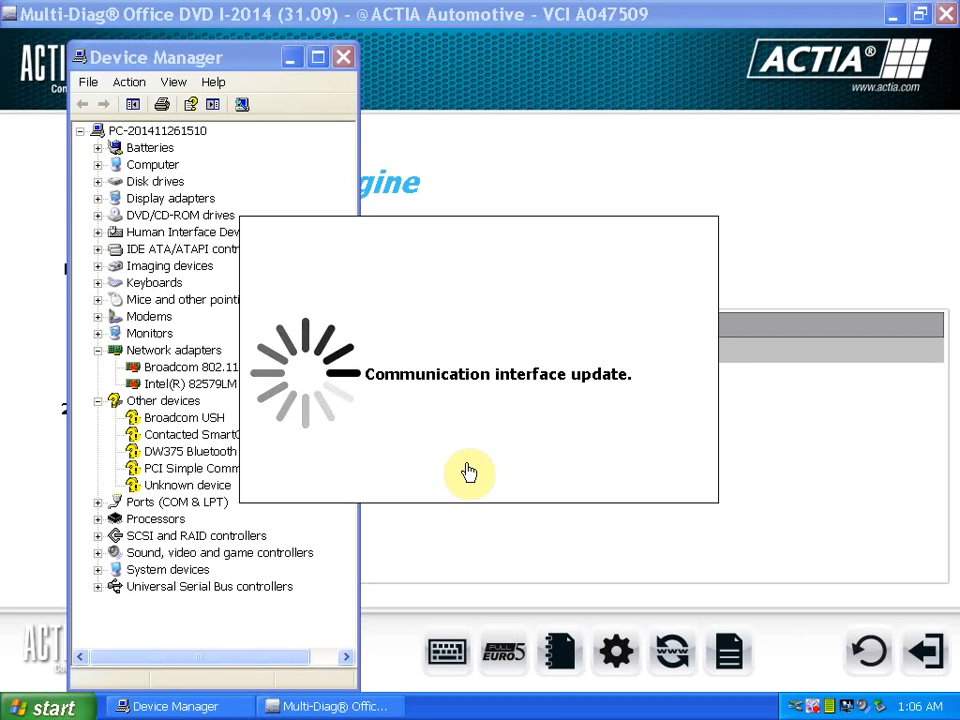 Multi-Diag® Office DVD I-2014 (31.09) - @ACTIA Automotive - VCI A047509
ACTI
ACTIA®
www.actia.com
Device Manager
File Action View Help
PC-201411261510
Batteries
Computer
Disk drives
Display adapters
DVD/CD-ROM drives
Human Interface Dev
IDE ATA/ATAPI contr
Imaging devices
Keyboards
Mice and other pointi
Modems
Monitors
Network adapters
Broadcom 802.11
Intel(R) 82579LM
Other devices
Broadcom USH
Contacted SmartC
DW375 Bluetooth
PCI Simple Comm
Unknown device
Ports (COM & LPT)
Processors
SCSI and RAID controllers
Sound, video and game controllers
System devices
Universal Serial Bus controllers
gine
Communication interface update.
ACT
FULL
EURO5
start
Device Manager
Multi-Diag® Offic...
1:06 AM